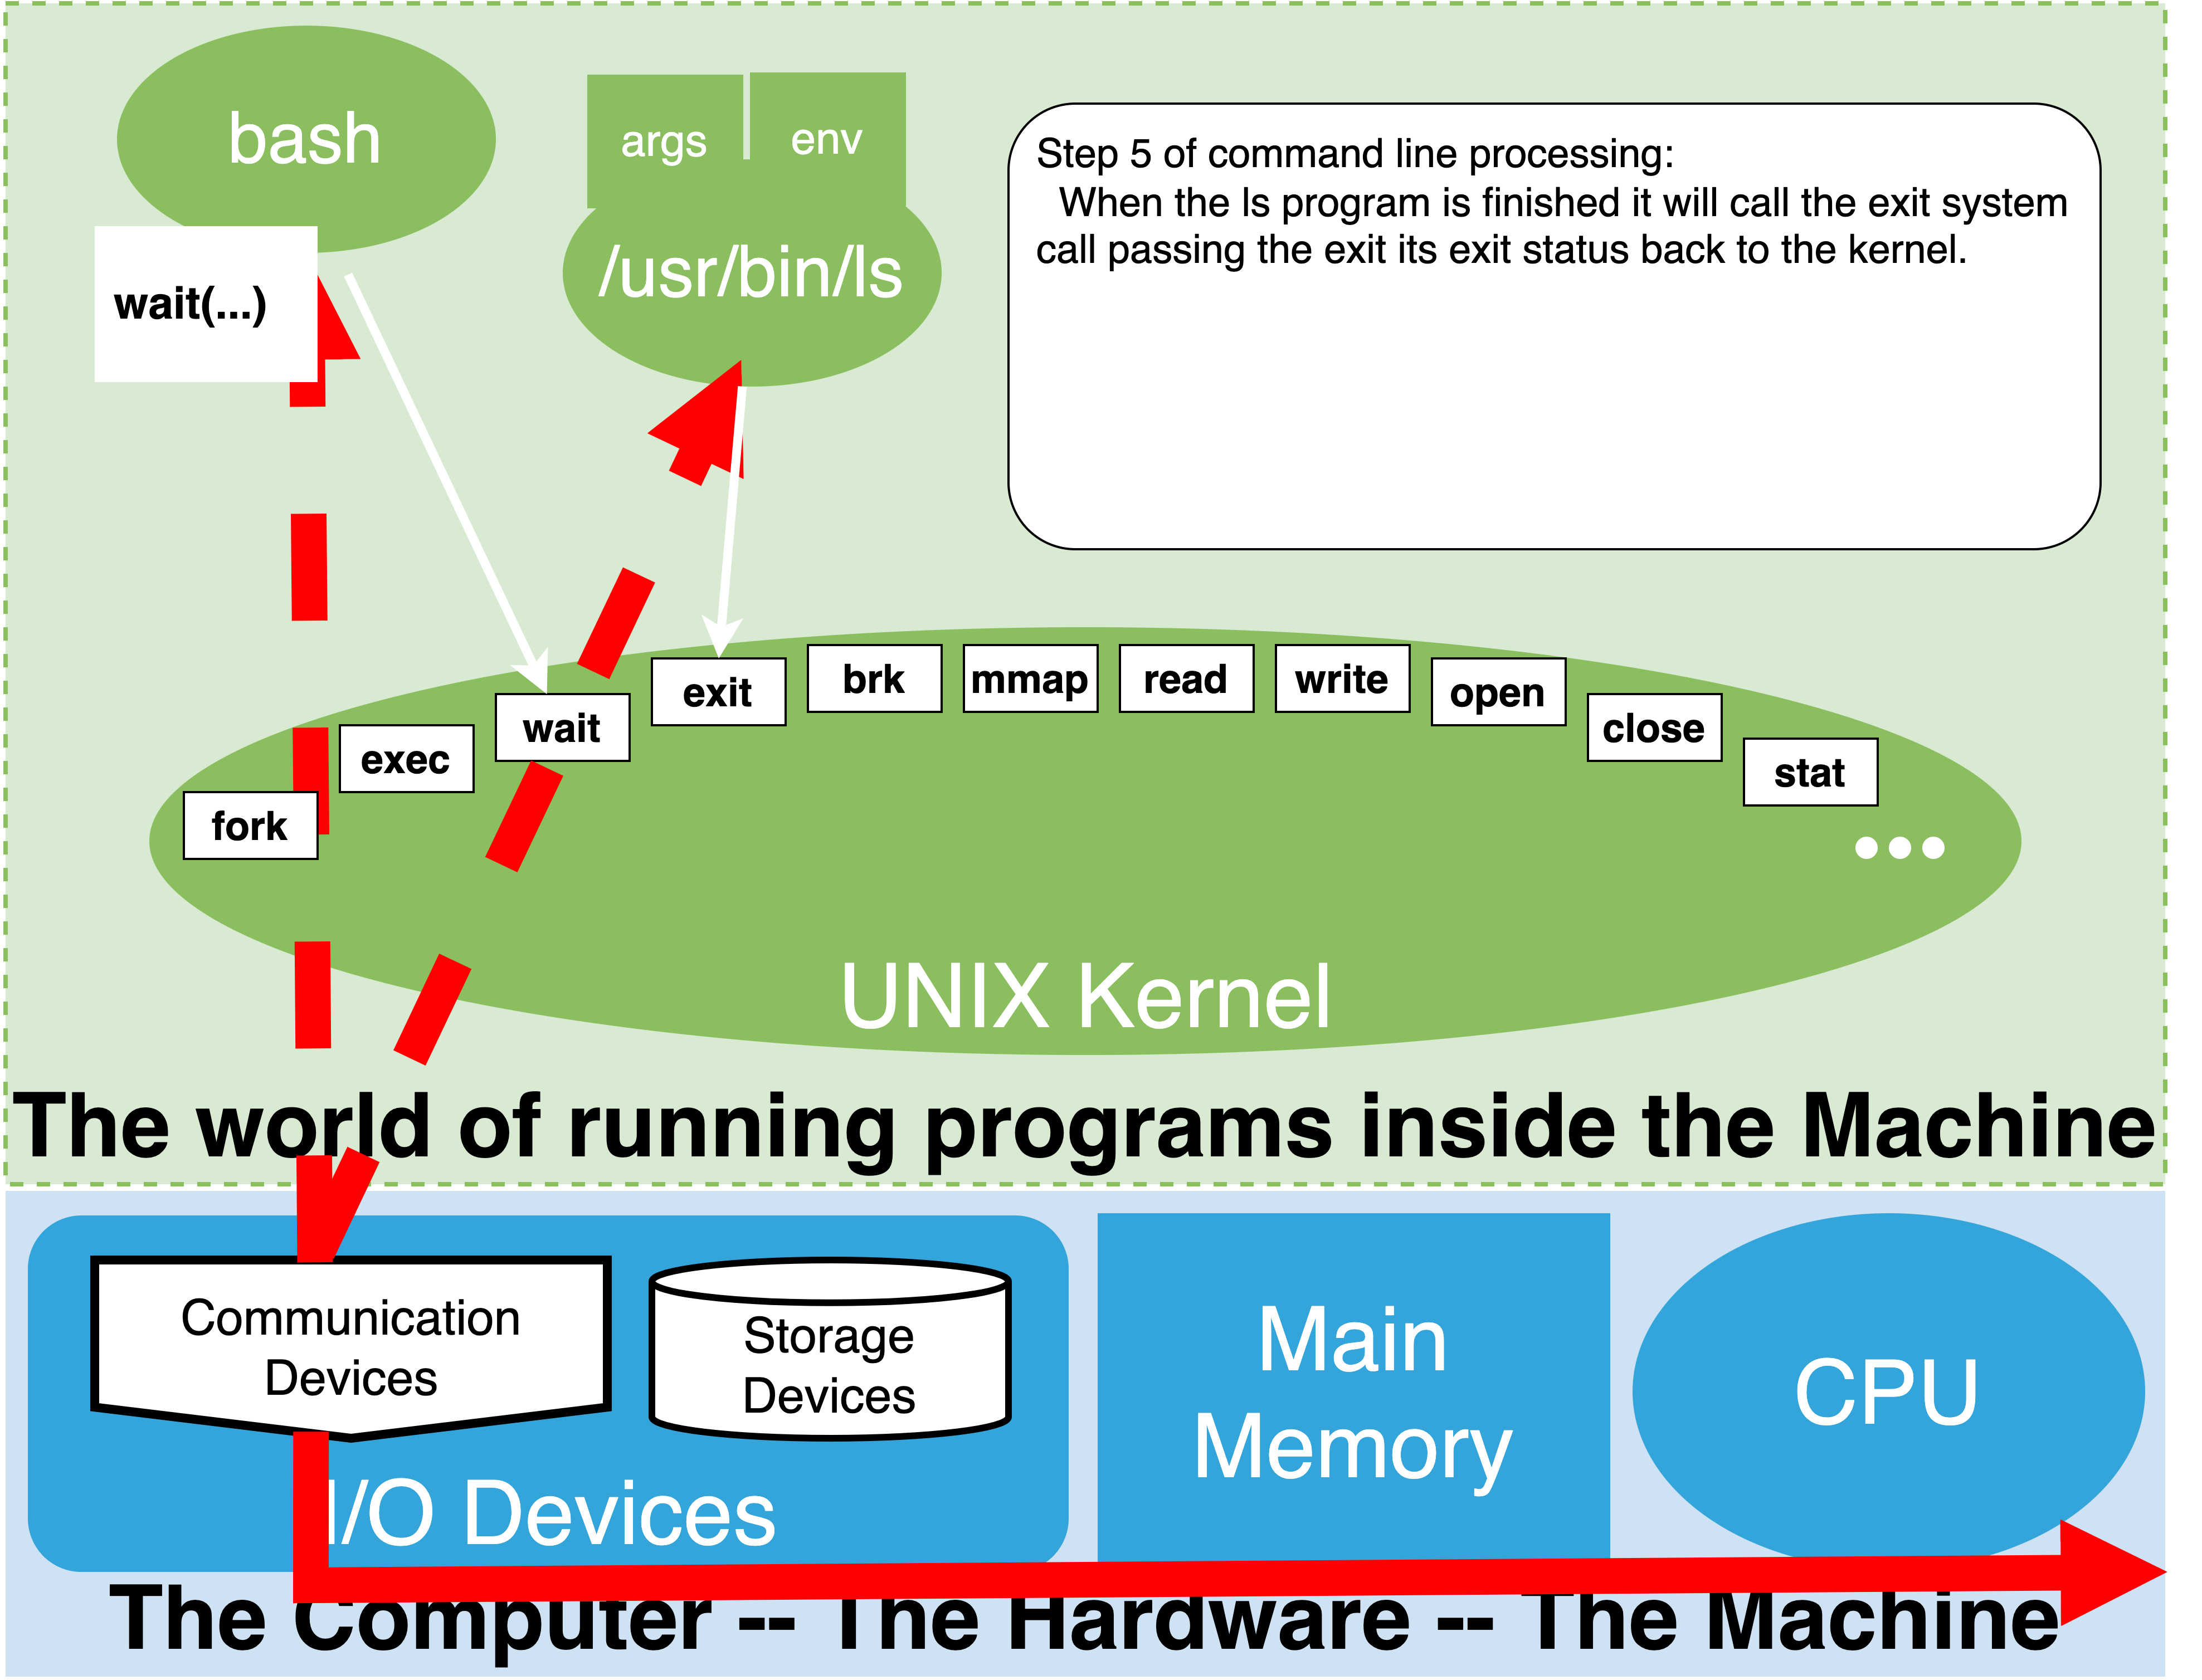 bash
args
env
/usr/bin/ls
wait(...)
Step 5 of command line processing:
When the ls program is finished it will call the exit system
call passing the exit its exit status back to the kernel.
fork
exec
wait
exit
brk
mmap
read
write
open
close
stat
...
UNIX Kernel
The world of running programs inside the Machine
Communication
Devices
Storage
Devices
I/O Devices
Main
Memory
CPU
The Computer -- The Hardware -- The Machine